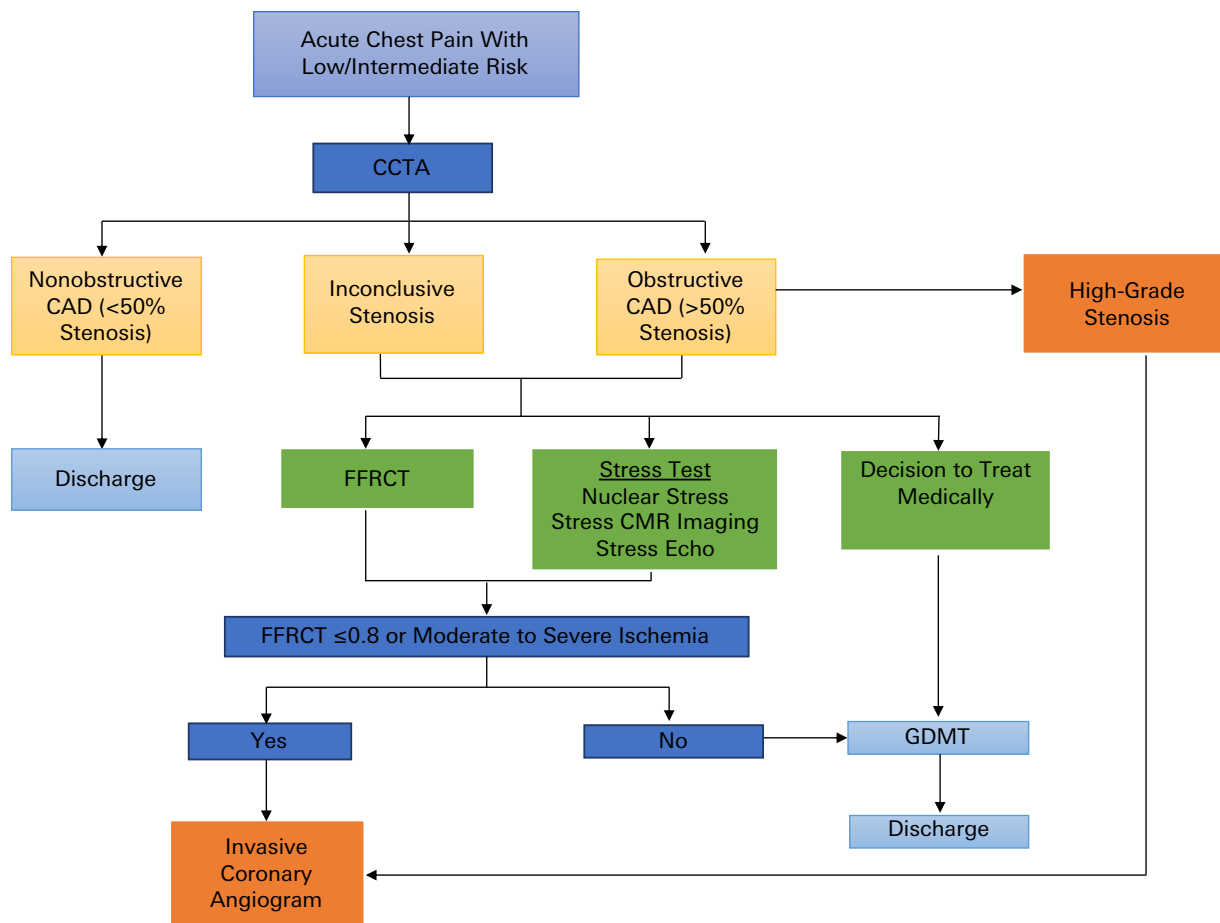 Acute Chest Pain With
Low/Intermediate Risk
CCTA
Nonobstructive
CAD (<50%
Stenosis)
Inconclusive
Stenosis
Obstructive
CAD (>50%
Stenosis)
High-Grade
Stenosis
Discharge
FFRCT
Stress Test
Nuclear Stress
Stress CMR Imaging
Stress Echo
Decision to Treat
Medically
FFRCT ≤0.8 or Moderate to Severe Ischemia
Yes
No
GDMT
Discharge
Invasive
Coronary
Angiogram